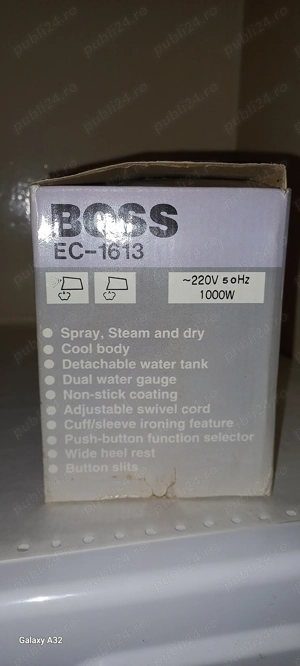 BOSS
EC-1613
~220V 50Hz
1000W
Spray, Steam and dry
Cool body
Detachable water tank
Dual water gauge
Non-stick coating
Adjustable swivel cord
Cuff/sleeve ironing feature
Push-button function selector
Wide heel rest
Button slits
Galaxy A32
publi24.ro